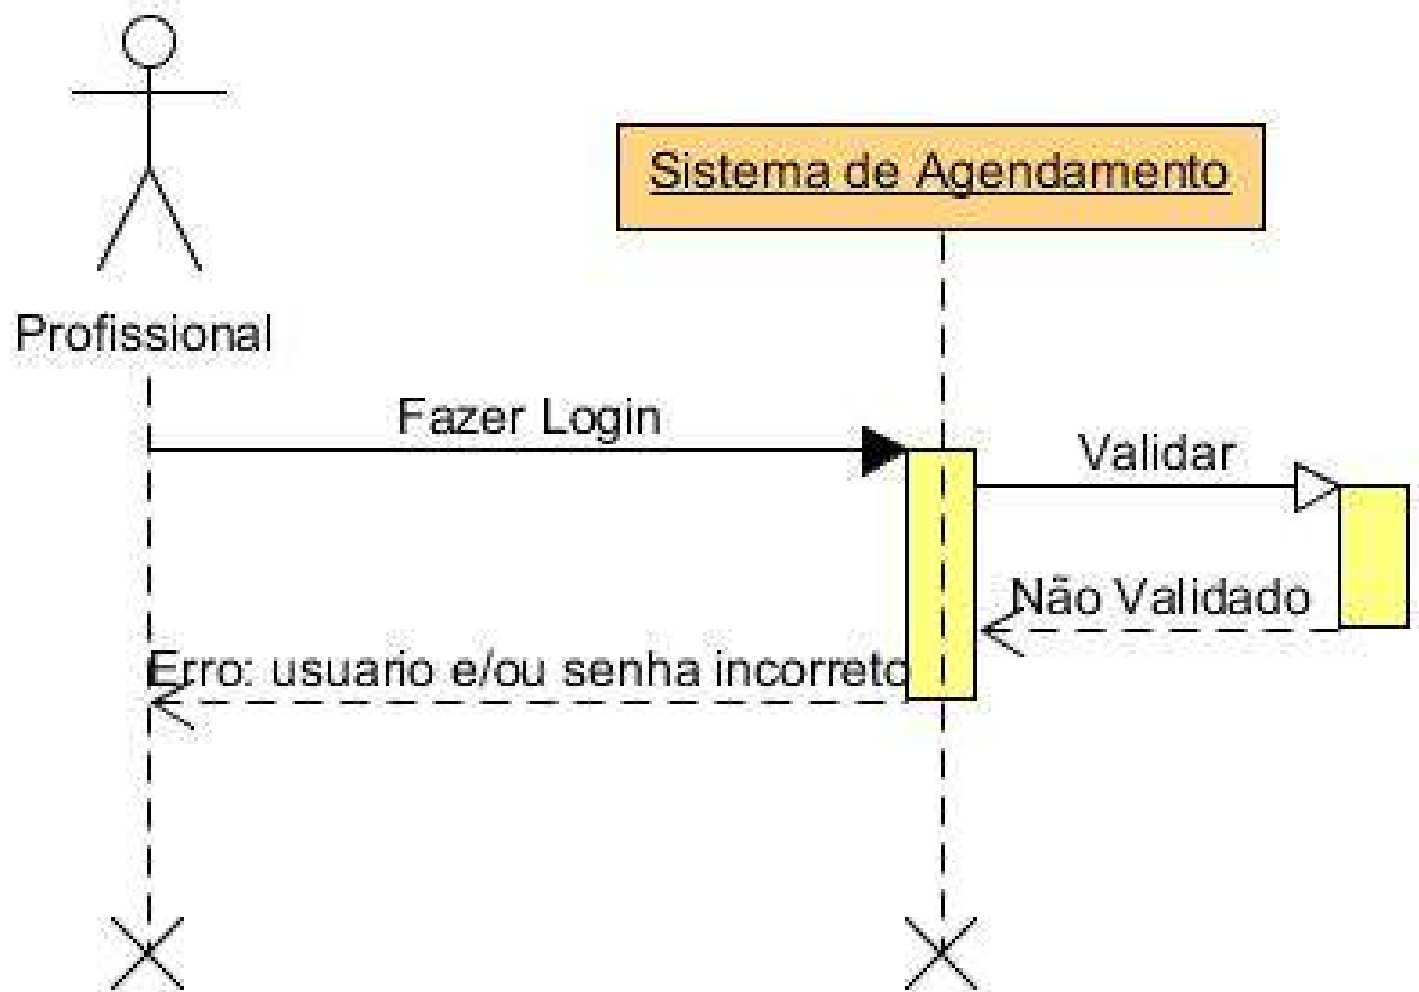 Sistema de Agendamento
Profissional
Fazer Login
Validar
Não Validado
Erro: usuario e/ou senha incorreto